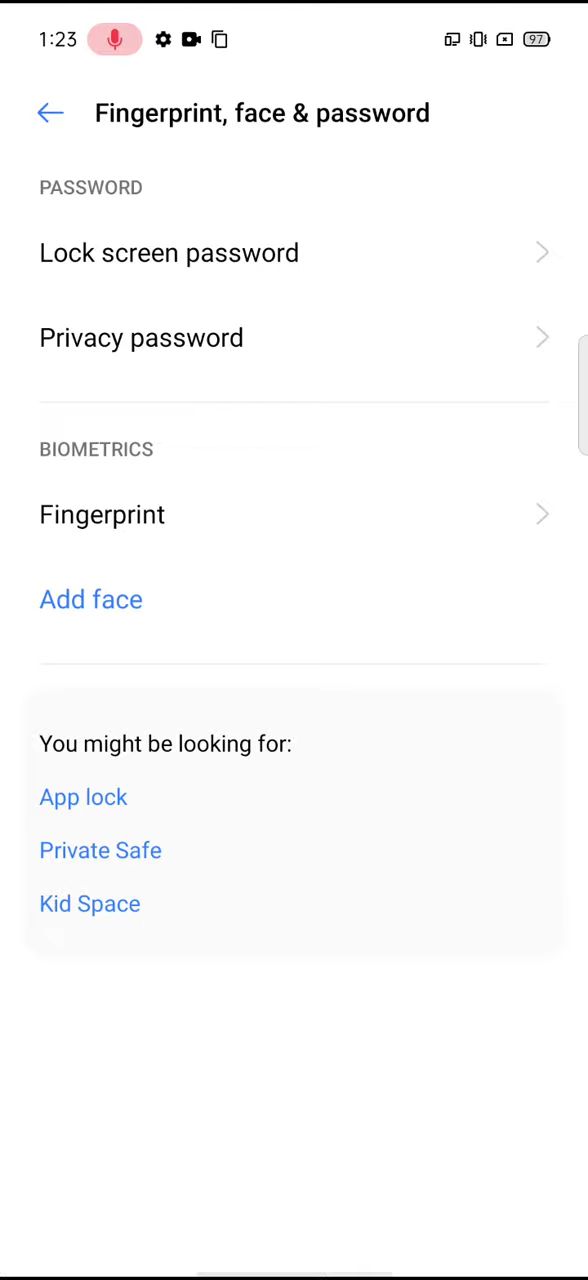 1:23 97
Fingerprint, face & password
PASSWORD
Lock screen password
Privacy password
BIOMETRICS
Fingerprint
Add face
You might be looking for:
App lock
Private Safe
Kid Space